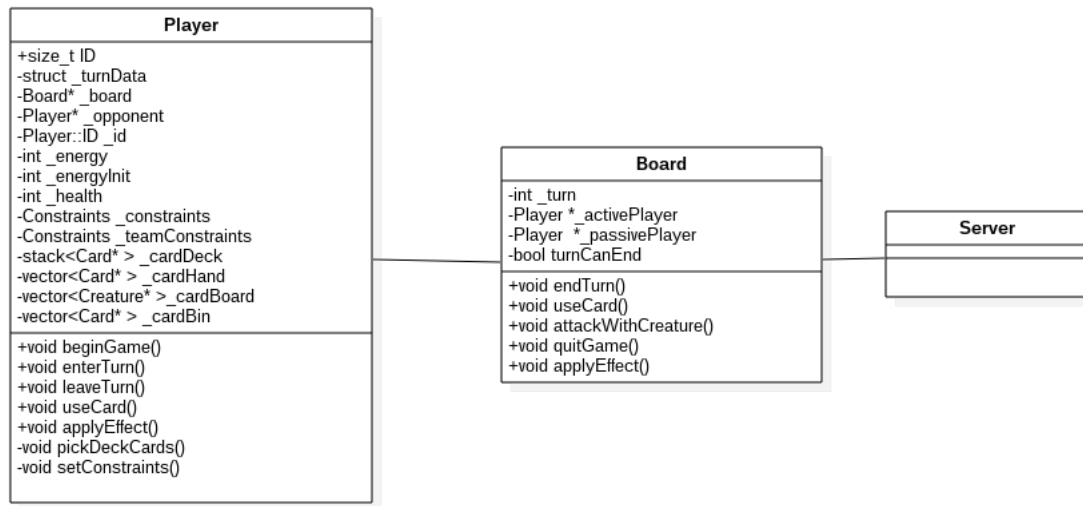 Player
+size_t ID
-struct _turnData
-Board* _board
-Player* _opponent
-Player::ID _id
-int _energy
-int _energyInit
-int _health
-Constraints _constraints
-Constraints _teamConstraints
-stack<Card* > _cardDeck
-vector<Card* > _cardHand
-vector<Creature* >_cardBoard
-vector<Card* > _cardBin
+void beginGame()
+void enterTurn()
+void leaveTurn()
+void useCard()
+void applyEffect()
-void pickDeckCards()
-void setConstraints()
Board
-int _turn
-Player *_activePlayer
-Player *_passivePlayer
-bool turnCanEnd
+void endTurn()
+void useCard()
+void attackWithCreature()
+void quitGame()
+void applyEffect()
Server